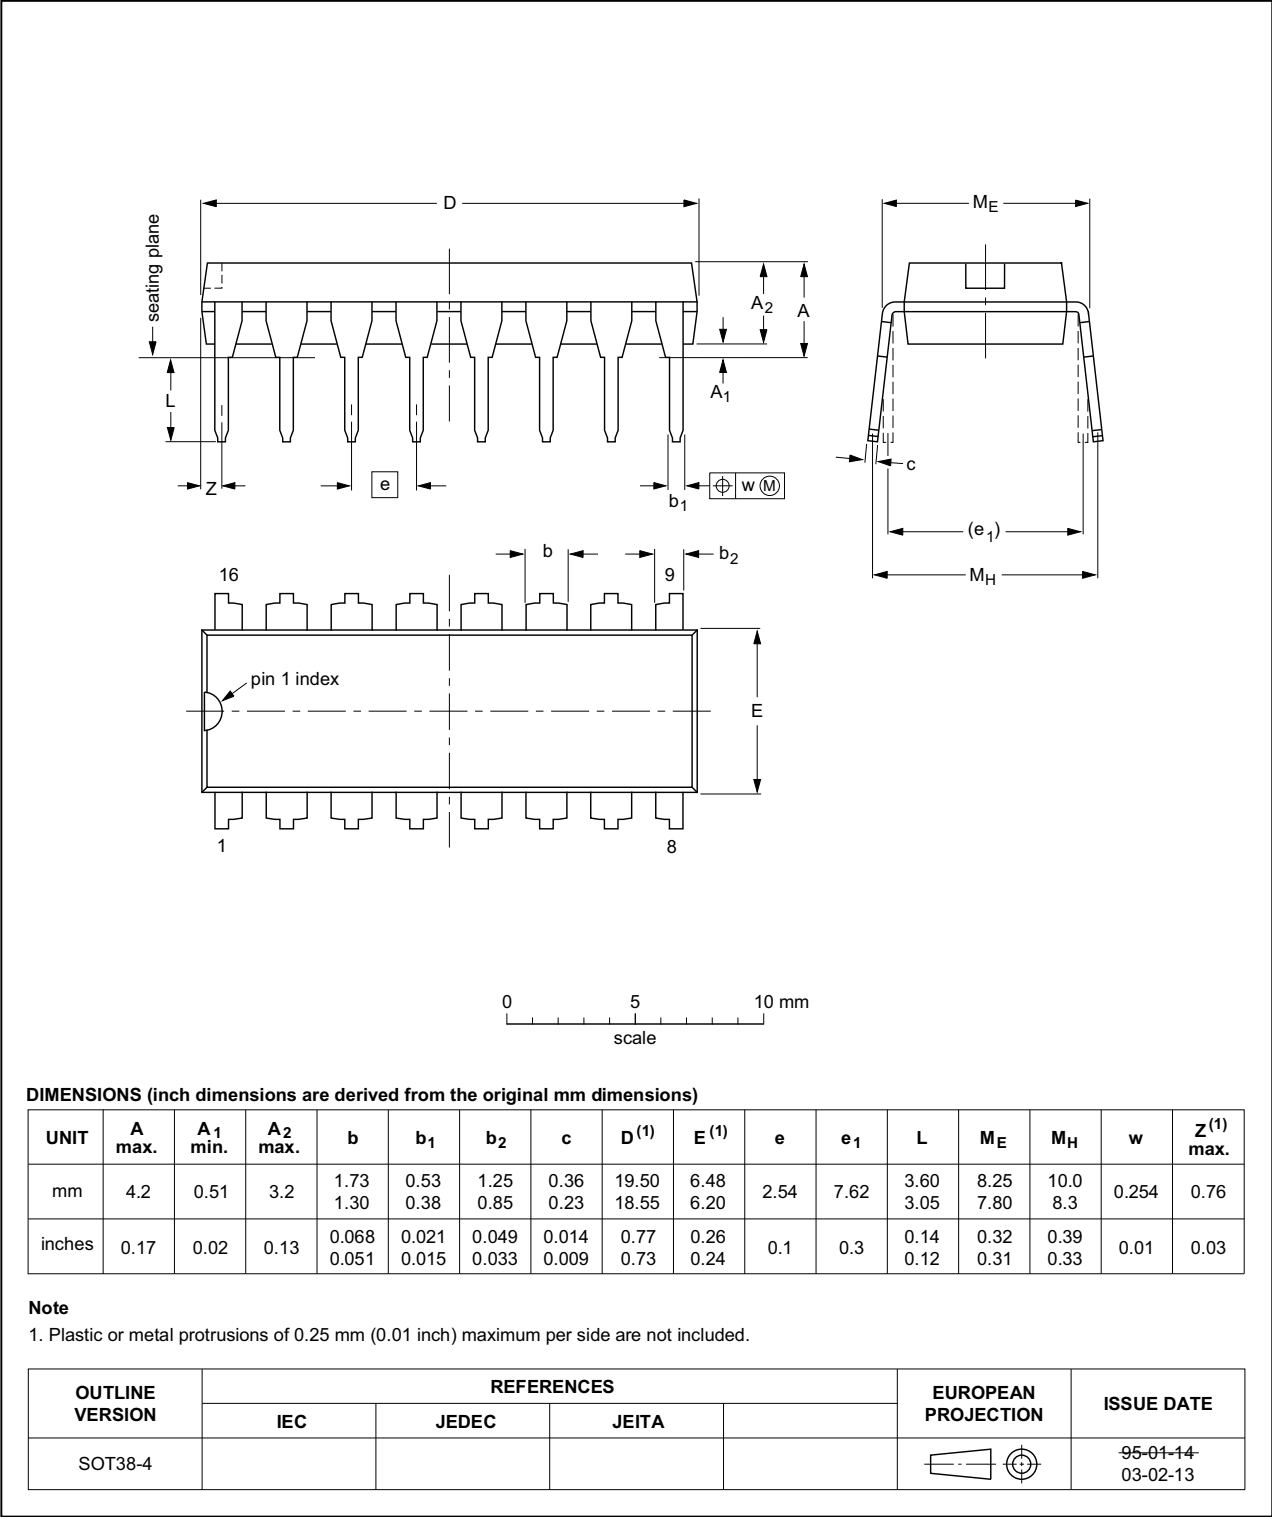 D
M_E
seating plane
A_2
A
A_1
L
Z
e
b_1
w M
c
(e_1)
M_H
b
b_2
16
9
pin 1 index
E
1
8
0 5 10 mm
scale
DIMENSIONS (inch dimensions are derived from the original mm dimensions)
UNIT A max. A1 min. A2 max. b b1 b2 c D(1) E(1) e e1 L ME MH w Z(1) max.
mm 4.2 0.51 3.2 1.73 1.30 0.53 0.38 1.25 0.85 0.36 0.23 19.50 18.55 6.48 6.20 2.54 7.62 3.60 3.05 8.25 7.80 10.0 8.3 0.254 0.76
inches 0.17 0.02 0.13 0.068 0.051 0.021 0.015 0.049 0.033 0.014 0.009 0.77 0.73 0.26 0.24 0.1 0.3 0.14 0.12 0.32 0.31 0.39 0.33 0.01 0.03
Note
1. Plastic or metal protrusions of 0.25 mm (0.01 inch) maximum per side are not included.
OUTLINE VERSION REFERENCES EUROPEAN PROJECTION ISSUE DATE
IEC JEDEC JEITA
SOT38-4 95-01-14
03-02-13